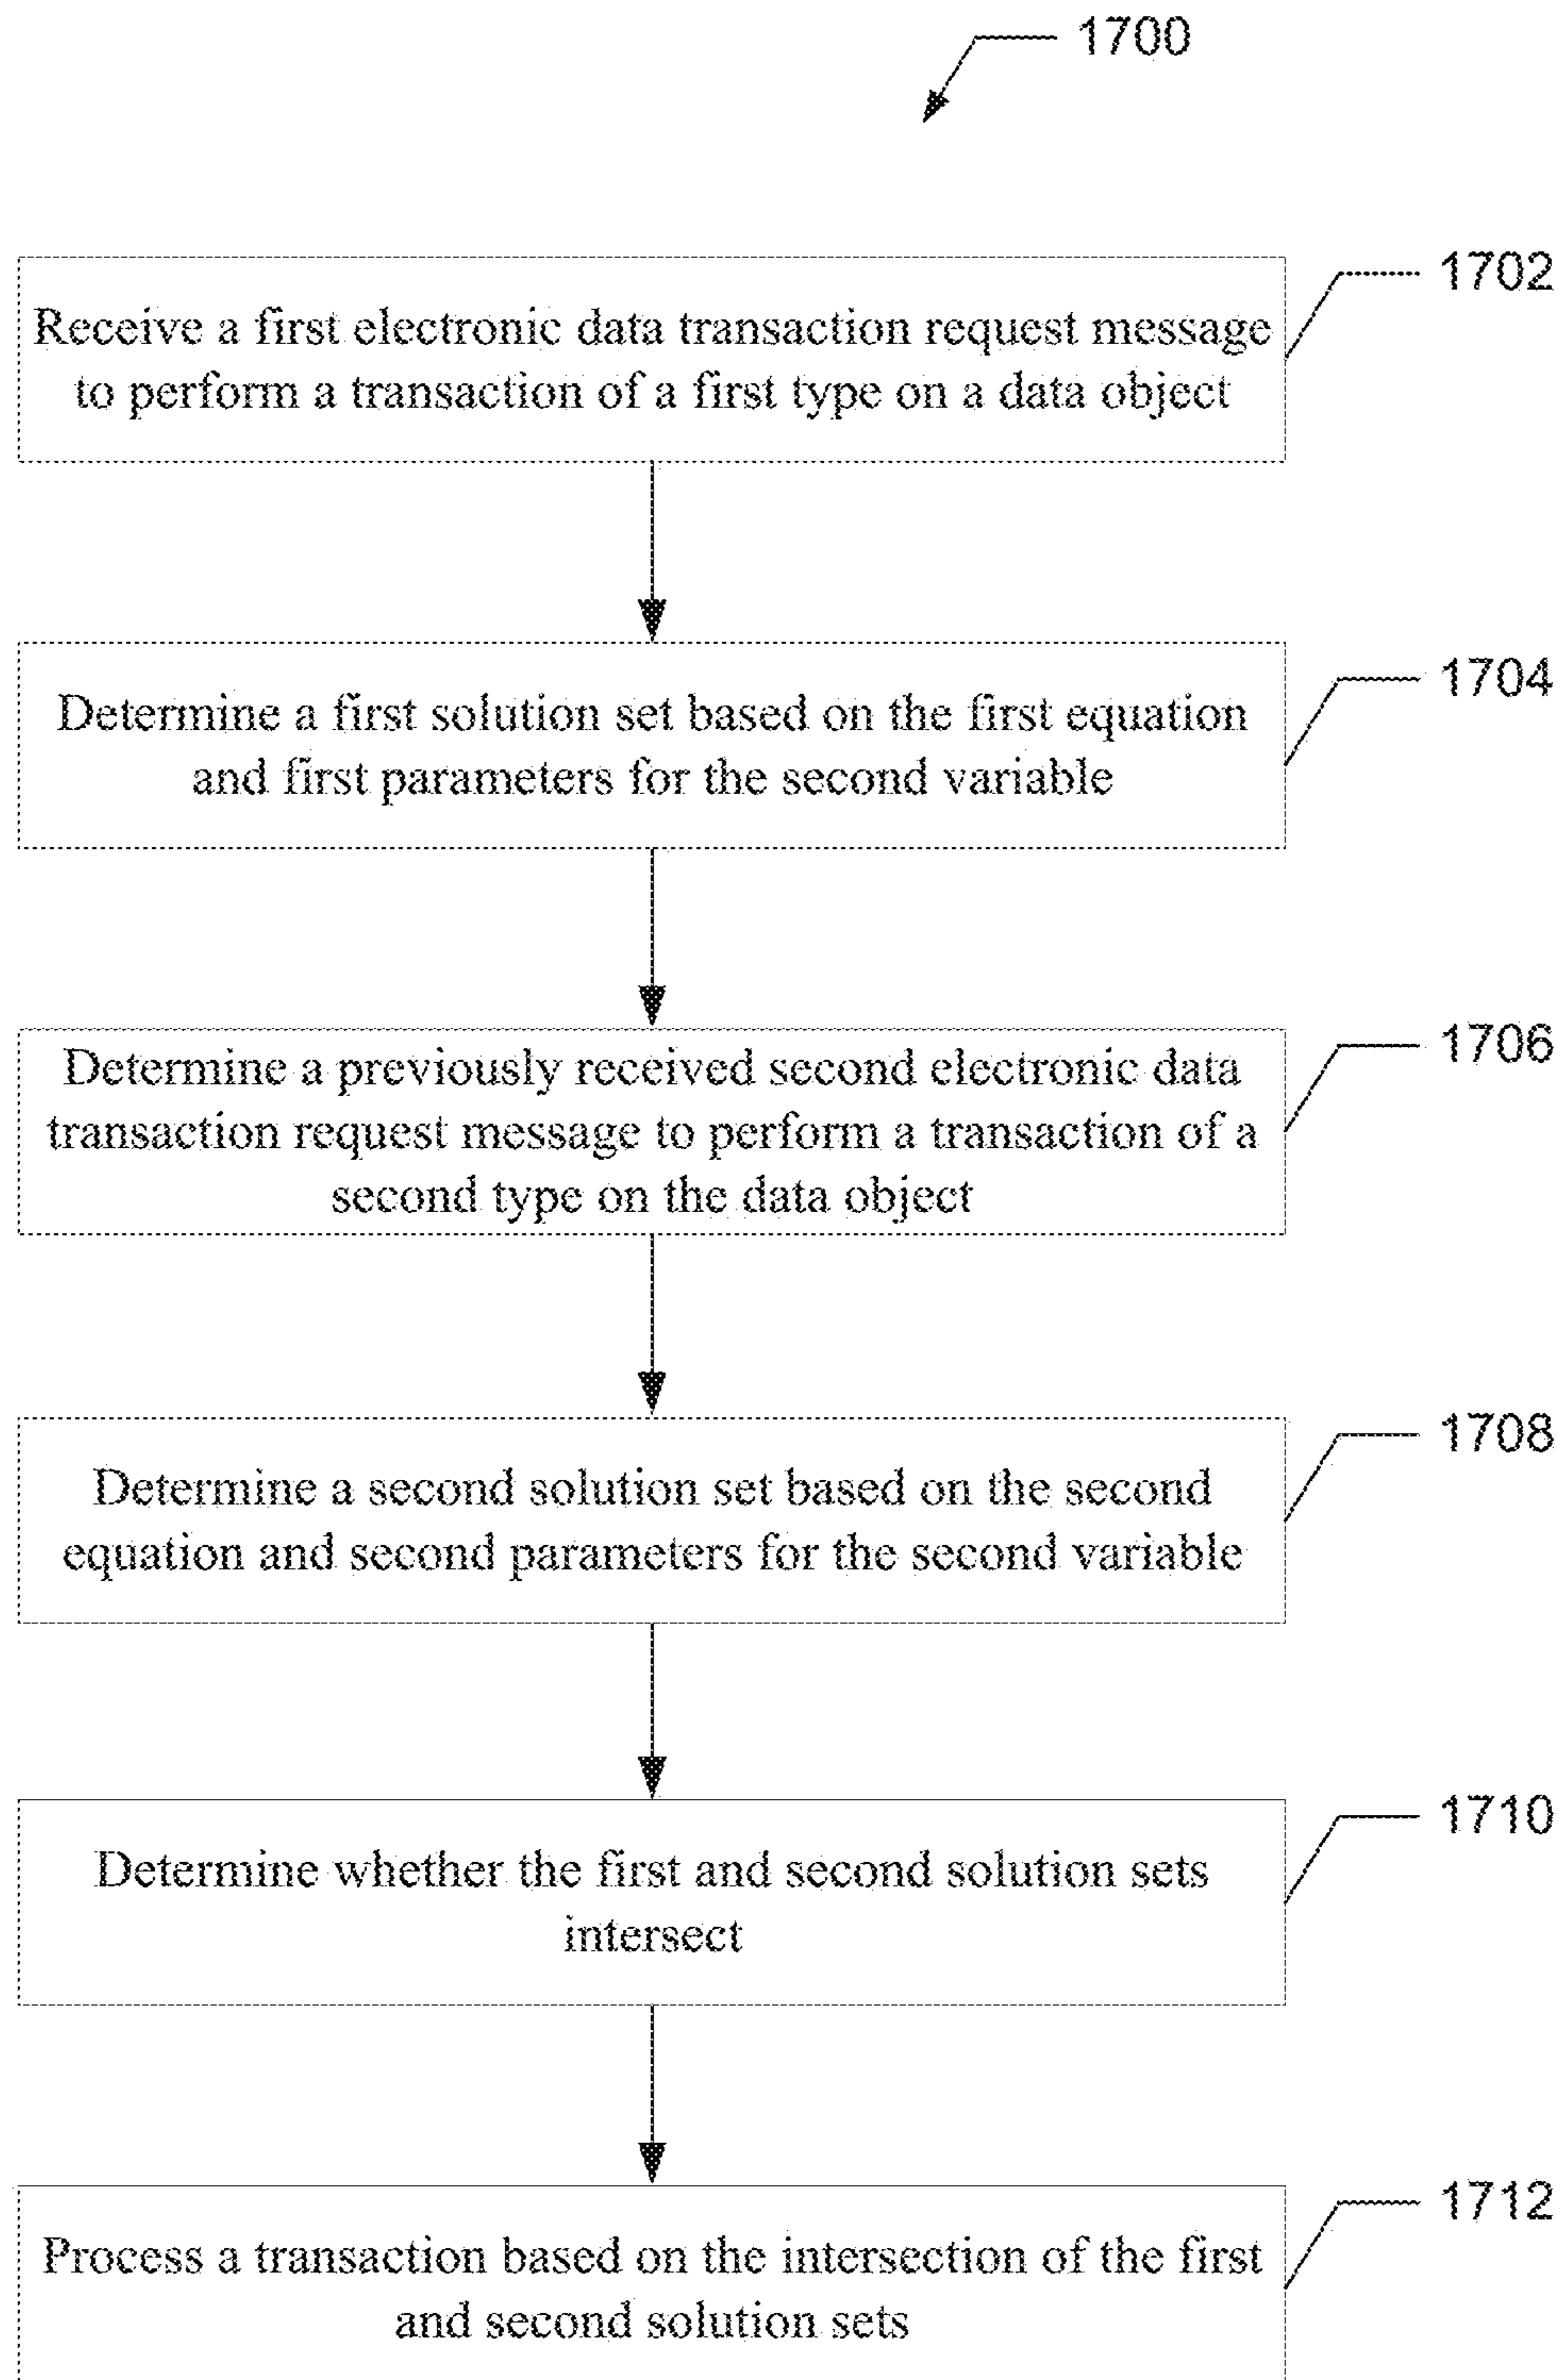 1700
1702
Receive a first electronic data transaction request message
to perform a transaction of a first type on a data object
1704
Determine a first solution set based on the first equation
and first parameters for the second variable
1706
Determine a previously received second electronic data
transaction request message to perform a transaction of a
second type on the data object
1708
Determine a second solution set based on the second
equation and second parameters for the second variable
1710
Determine whether the first and second solution sets
intersect
1712
Process a transaction based on the intersection of the first
and second solution sets